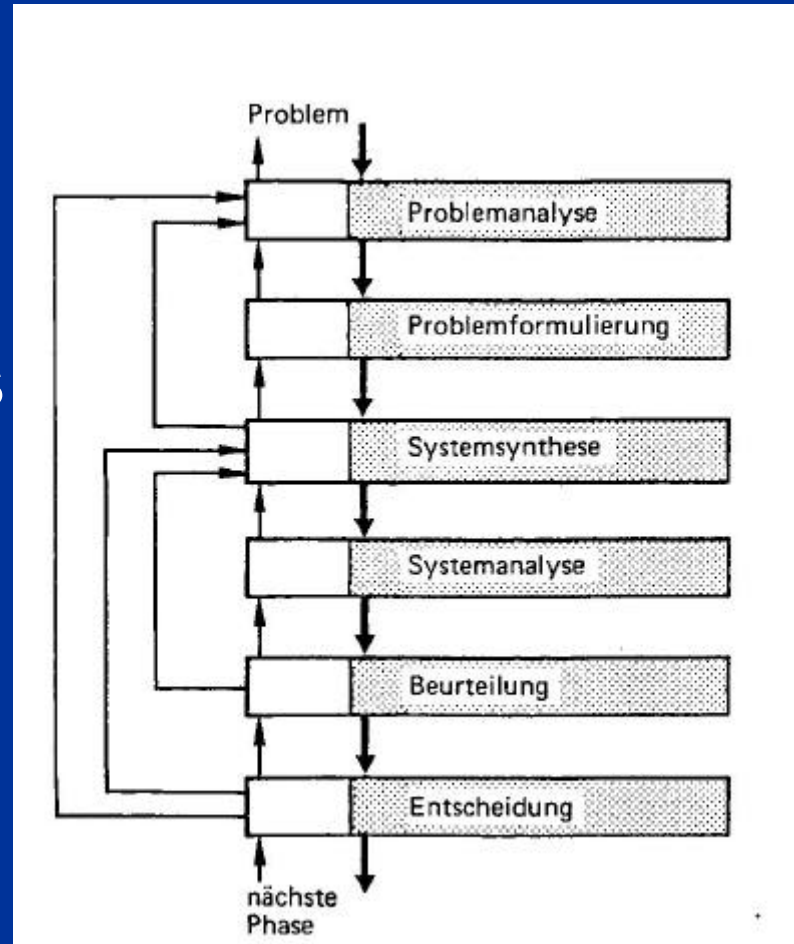 Problem
Problemanalyse
Problemformulierung
Systemsynthese
Systemanalyse
Beurteilung
Entscheidung
nächste
Phase